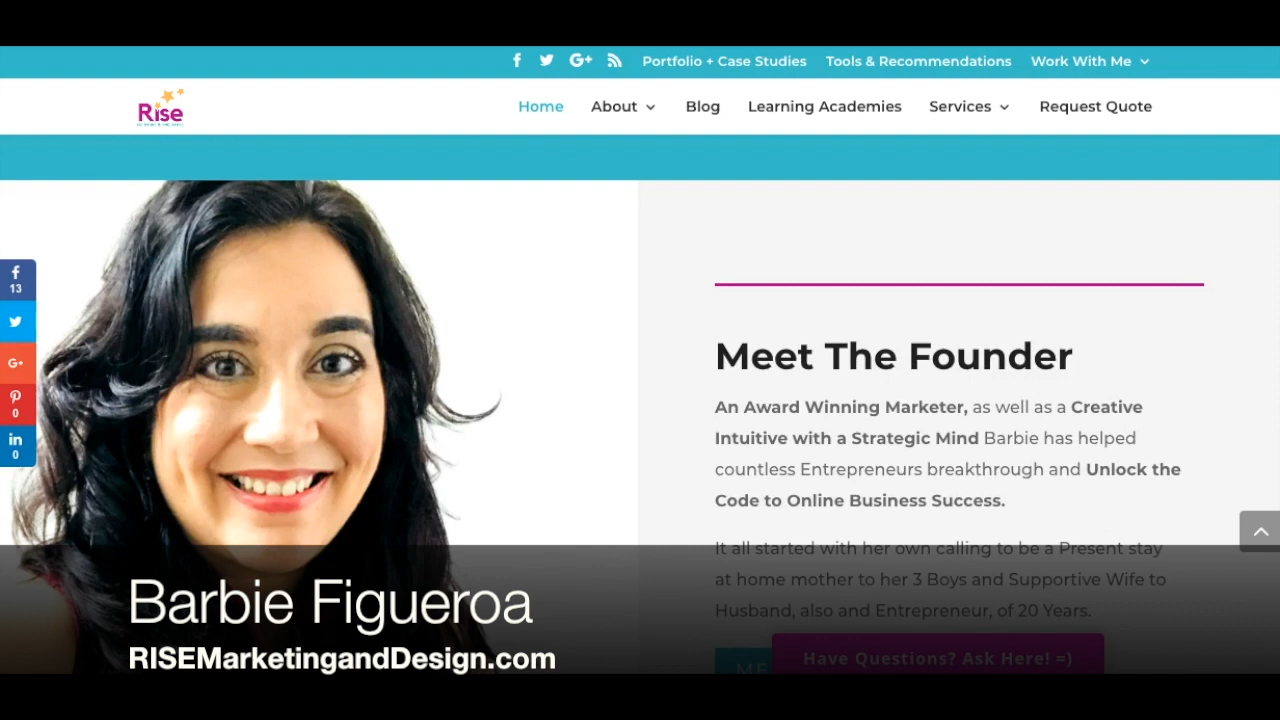 Portfolio + Case Studies Tools & Recommendations Work With Me
Rise
Home About Blog Learning Academies Services Request Quote
13
0
0
Meet The Founder
An Award Winning Marketer, as well as a Creative
Intuitive with a Strategic Mind Barbie has helped
countless Entrepreneurs breakthrough and Unlock the
Code to Online Business Success.
It all started with her own calling to be a Present stay
at home mother to her 3 Boys and Supportive Wife to
Husband, also and Entrepreneur, of 20 Years.
ME
Have Questions? Ask Here! =)
Barbie Figueroa
RISEMarketingandDesign.com